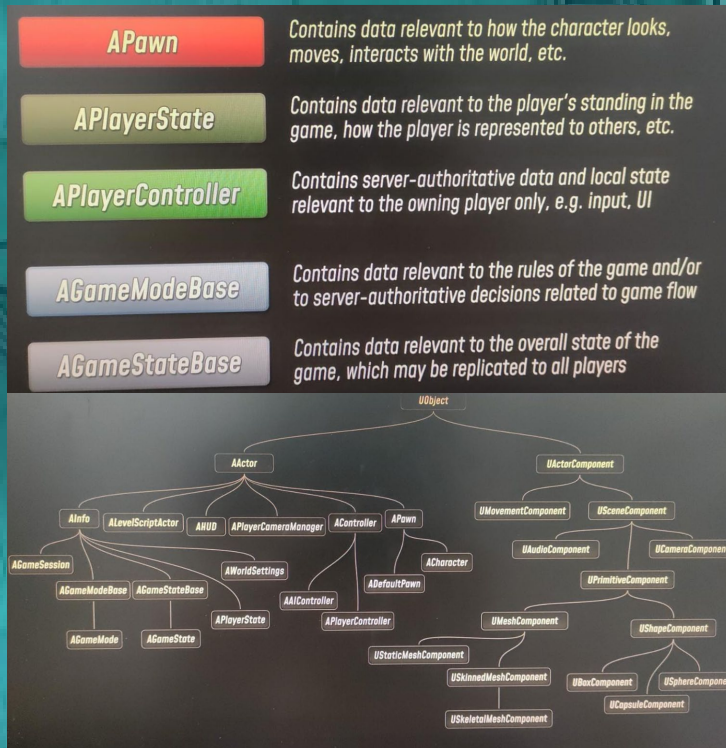 APawn
Contains data relevant to how the character looks,
moves, interacts with the world, etc.
APlayerState
Contains data relevant to the player's standing in the
game, how the player is represented to others, etc.
APlayerController
Contains server-authoritative data and local state
relevant to the owning player only, e.g. input, UI
AGameModeBase
Contains data relevant to the rules of the game and/or
to server-authoritative decisions related to game flow
AGameStateBase
Contains data relevant to the overall state of the
game, which may be replicated to all players
UObject
AActor
UActorComponent
AInfo
ALevelScriptActor
AHUD
APlayerCameraManager
AController
APawn
UMovementComponent
USceneComponent
AGameSession
AGameModeBase
AGameStateBase
AWorldSettings
APlayerState
AAIController
APlayerController
ADefaultPawn
ACharacter
UAudioComponent
UCameraComponen
UPrimitiveComponent
AGameMode
AGameState
UMeshComponent
UShapeComponent
UStaticMeshComponent
USkinnedMeshComponent
USkeletalMeshComponent
UBoxComponent
USphereCompone
UCapsuleComponent